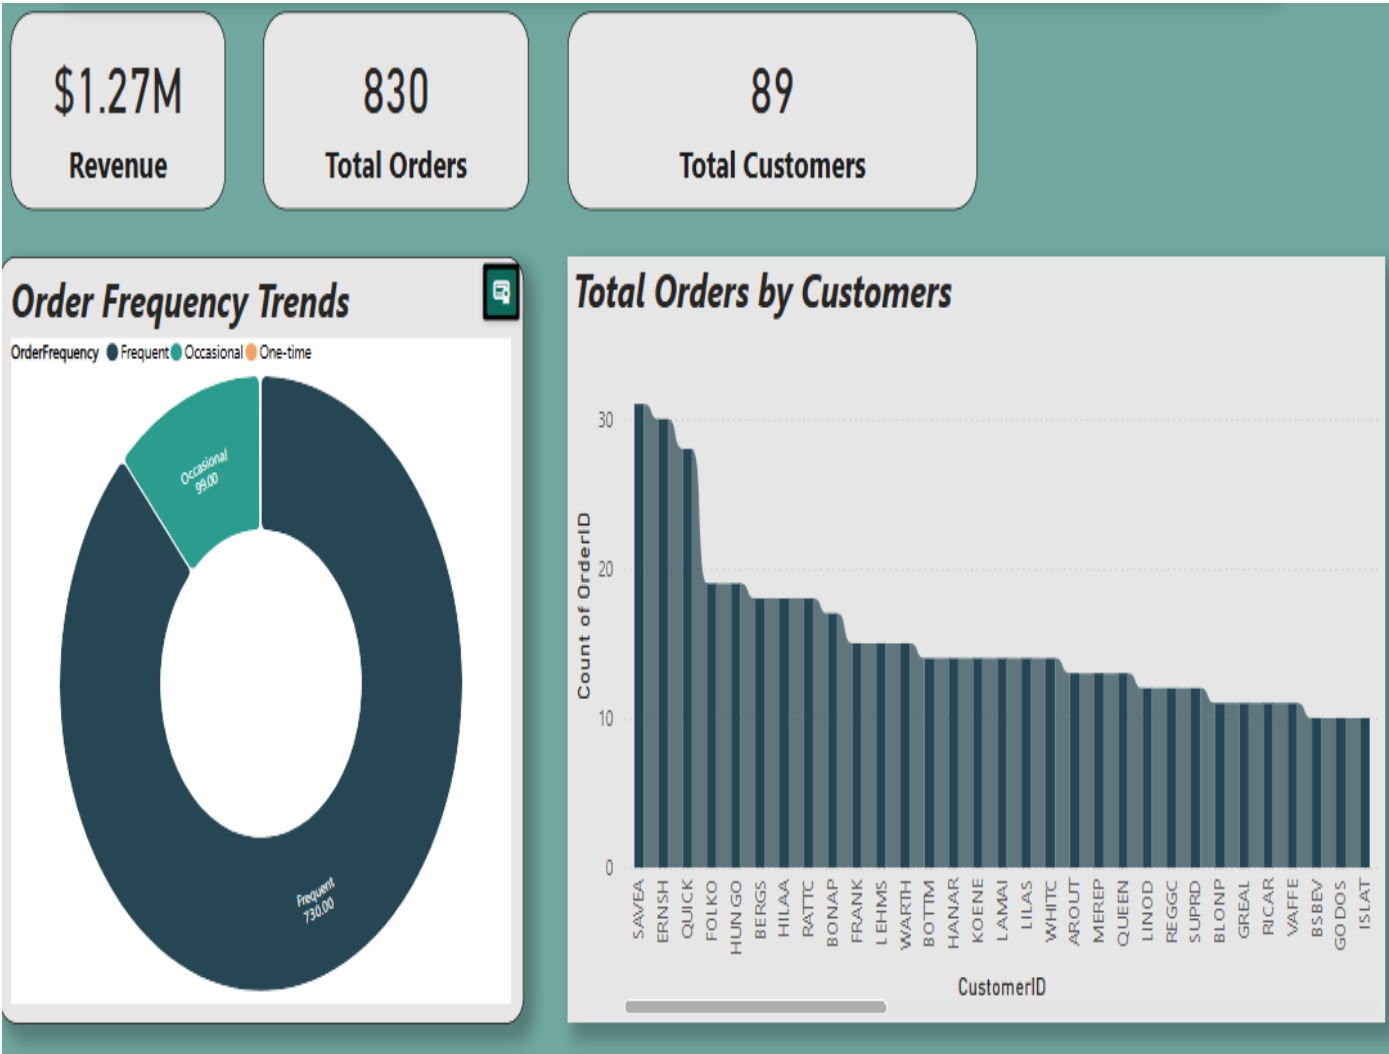 $1.27M
Revenue
830
Total Orders
89
Total Customers
Order Frequency Trends
OrderFrequency Frequent Occasional One-time
Occasional
99.00
Frequent
730.00
Total Orders by Customers
Count of OrderID
30
20
10
0
SAVEA
ERNSH
QUICK
FOLKO
HUNGO
BERGS
HILAA
RATTC
BONAP
FRANK
LEHMS
WARTH
BOTTM
HANAR
KOENE
LAMAI
LILAS
WHITC
AROUT
MEREP
QUEEN
LINOD
REGGC
SUPRD
BLONP
GREAL
RICAR
VAFFE
BSBEV
GODOS
ISLAT
CustomerID